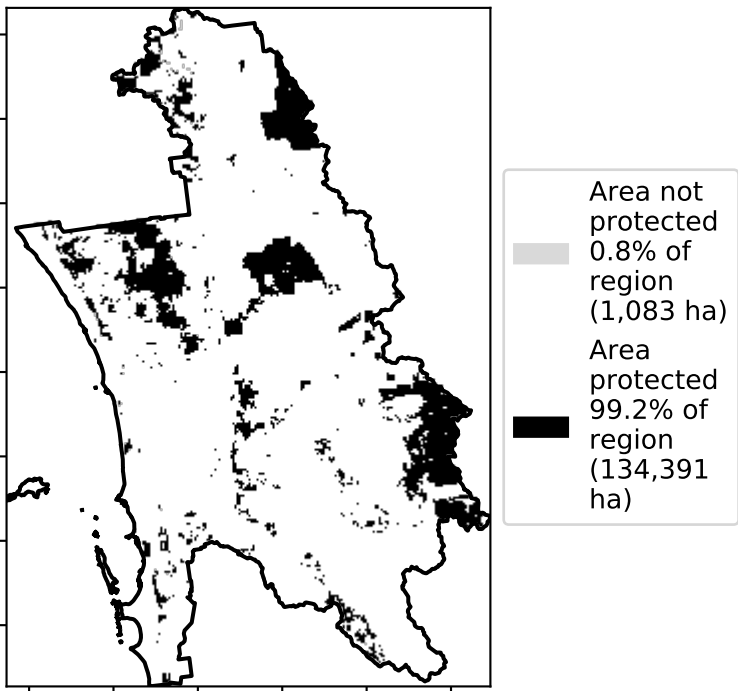 Area not
protected
0.8% of
region
(1,083 ha)
Area
protected
99.2% of
region
(134,391
ha)